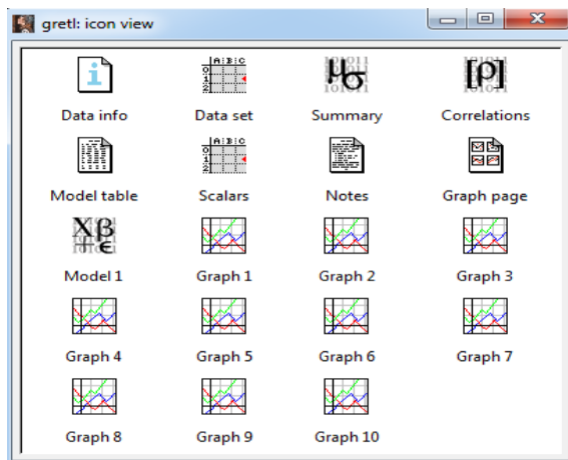 gretl: icon view
Data info Data set Summary Correlations
Model table Scalars Notes Graph page
Model 1 Graph 1 Graph 2 Graph 3
Graph 4 Graph 5 Graph 6 Graph 7
Graph 8 Graph 9 Graph 10